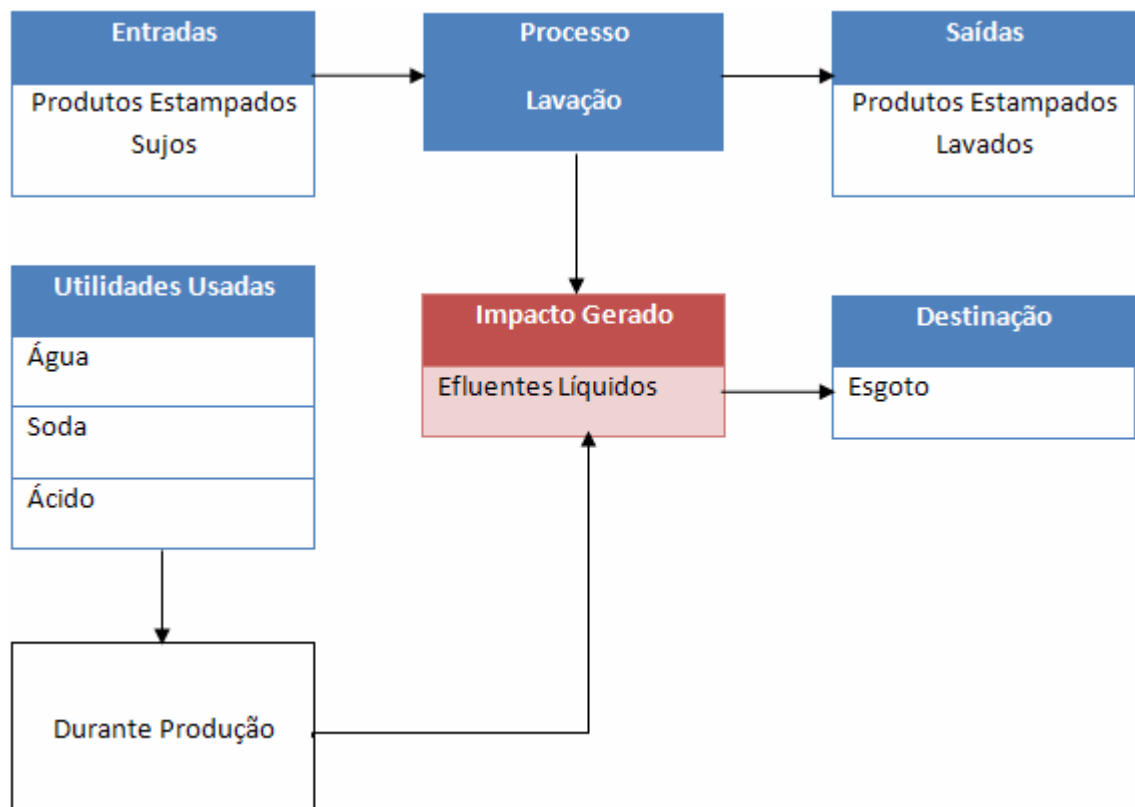 Entradas
Produtos Estampados
Sujos
Processo
Lavação
Saídas
Produtos Estampados
Lavados
Utilidades Usadas
Água
Soda
Ácido
Impacto Gerado
Efluentes Líquidos
Destinação
Esgoto
Durante Produção